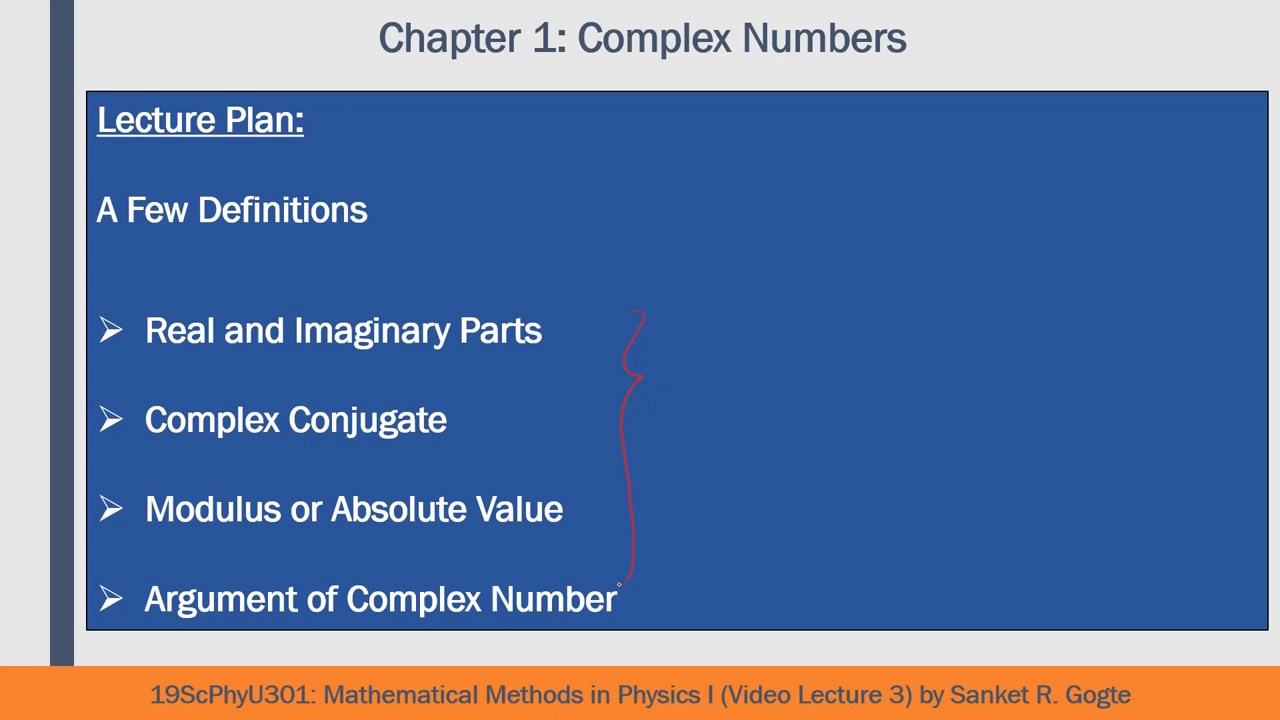 Chapter 1: Complex Numbers
Lecture Plan:
A Few Definitions
Real and Imaginary Parts
Complex Conjugate
Modulus or Absolute Value
Argument of Complex Number
19ScPhyU301: Mathematical Methods in Physics I (Video Lecture 3) by Sanket R. Gogte